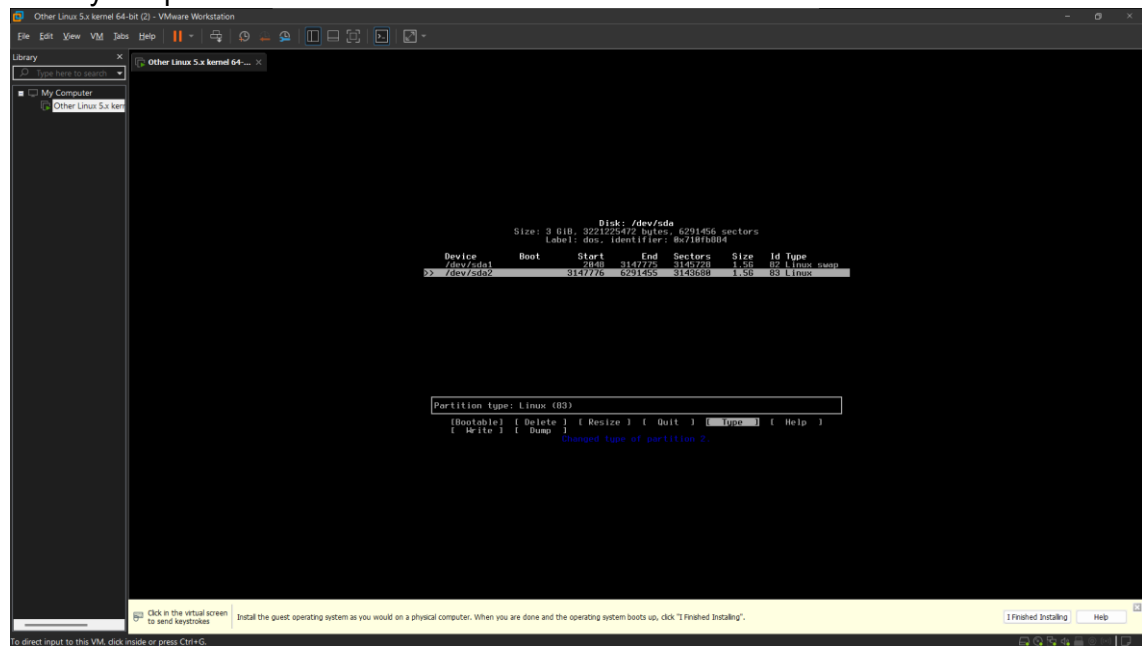 Other Linux 5.x kernel 64-bit (2) - VMware Workstation
File Edit View VM Tabs Help
Library
Type here to search
My Computer
Other Linux 5.x kern
Other Linux 5.x kernel 64-...
Disk: /dev/sda
Size: 3 GiB, 3221225472 bytes, 6291456 sectors
Label: dos, identifier: 0x710fb004
Device Boot Start End Sectors Size Id Type
/dev/sda1 2048 3147775 3145728 1.5G 82 Linux swap
>> /dev/sda2 3147776 6291455 3143680 1.5G 83 Linux
Partition type: Linux (83)
[Bootable] [ Delete ] [ Resize ] [ Quit ] [ Type ] [ Help ]
[ Write ] [ Dump ]
Changed type of partition 2.
Click in the virtual screen
to send keystrokes
Install the guest operating system as you would on a physical computer. When you are done and the operating system boots up, click "I Finished Installing".
I Finished Installing Help
To direct input to this VM, click inside or press Ctrl+G.